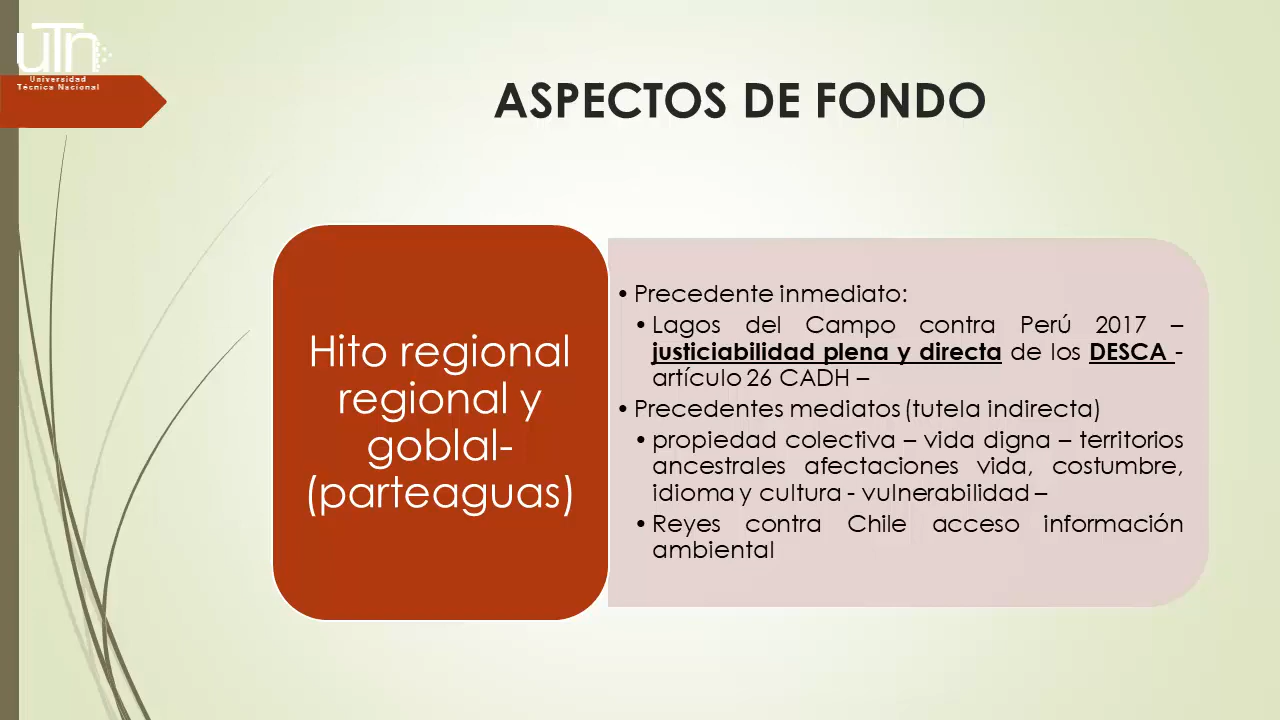 uTn
Universidad
Técnica Nacional
ASPECTOS DE FONDO
Hito regional
regional y
goblal-
(parteaguas)
• Precedente inmediato:
• Lagos del Campo contra Perú 2017 –
justiciabilidad plena y directa de los DESCA -
artículo 26 CADH –
• Precedentes mediatos (tutela indirecta)
• propiedad colectiva – vida digna – territorios
ancestrales afectaciones vida, costumbre,
idioma y cultura - vulnerabilidad –
• Reyes contra Chile acceso información
ambiental